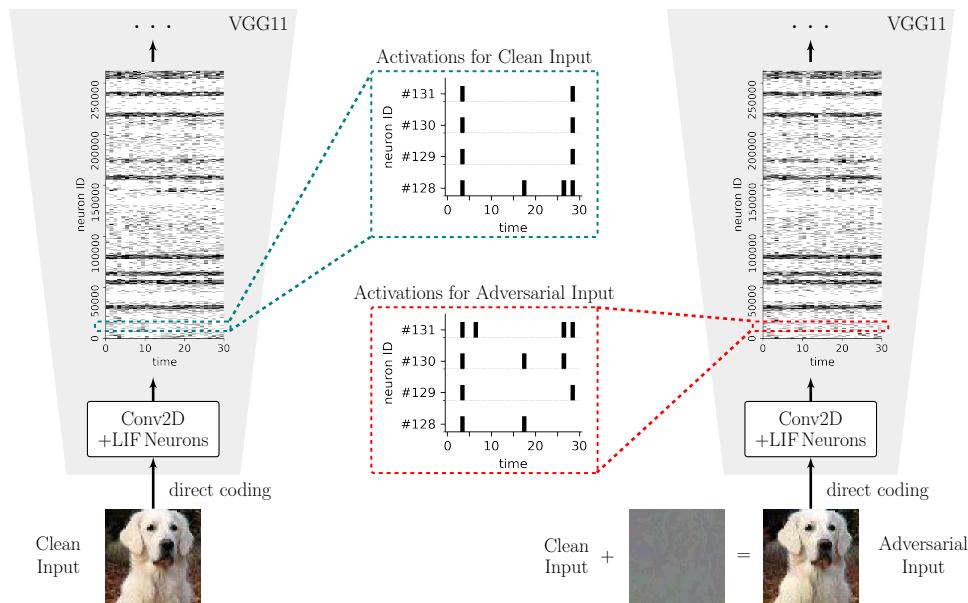 . . .
VGG11
0
50000
100000
150000
200000
250000
neuron ID
0
10
20
30
time
Conv2D
+LIF Neurons
direct coding
Clean
Input
Activations for Clean Input
#131
#130
#129
#128
neuron ID
0
10
20
30
time
Activations for Adversarial Input
#131
#130
#129
#128
neuron ID
0
10
20
30
time
. . .
VGG11
0
50000
100000
150000
200000
250000
neuron ID
0
10
20
30
time
Conv2D
+LIF Neurons
direct coding
Clean
Input
+
=
Adversarial
Input